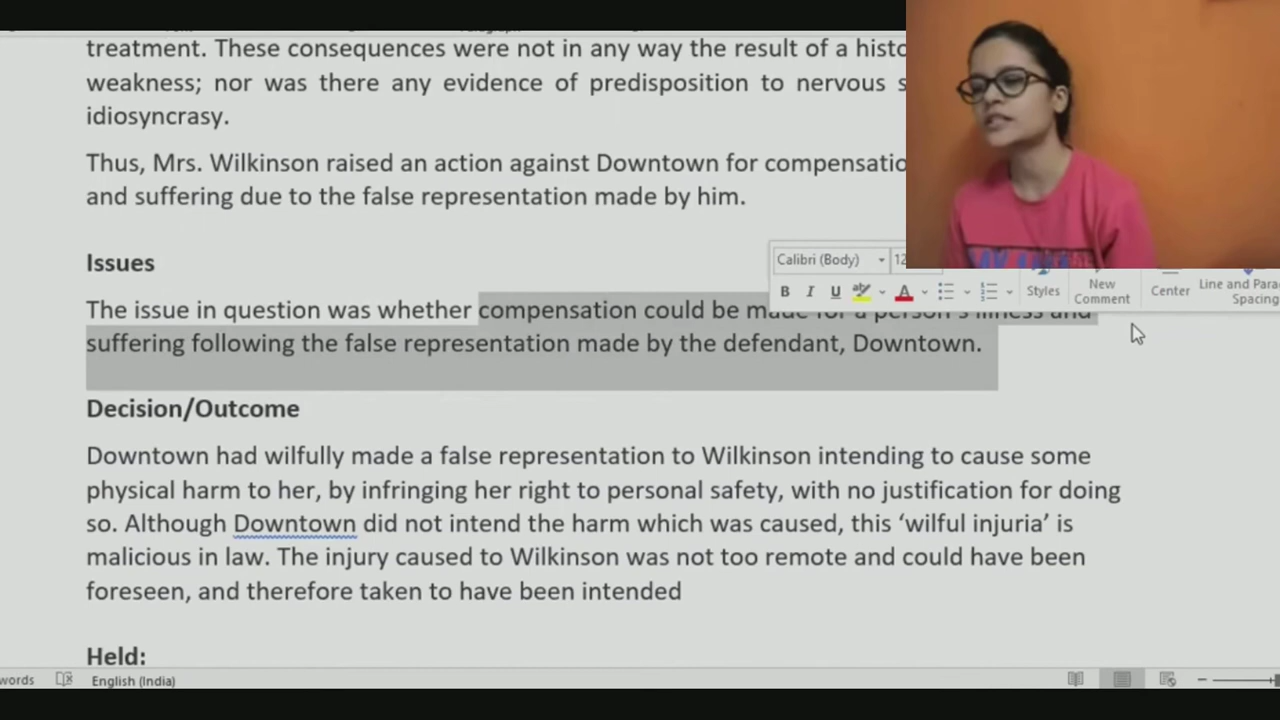 treatment. These consequences were not in any way the result of a
weakness; nor was there any evidence of predisposition to nervous
idiosyncrasy.
Thus, Mrs. Wilkinson raised an action against Downtown for
and suffering due to the false representation made by him.
Issues
Calibri (Body)
12
B I U A Styles New Comment Center Line and
Spacing
The issue in question was whether compensation could be made for a person's illness and
suffering following the false representation made by the defendant, Downtown.
Decision/Outcome
Downtown had wilfully made a false representation to Wilkinson intending to cause some
physical harm to her, by infringing her right to personal safety, with no justification for doing
so. Although Downtown did not intend the harm which was caused, this ‘wilful injuria’ is
malicious in law. The injury caused to Wilkinson was not too remote and could have been
foreseen, and therefore taken to have been intended
Held:
words English (India)